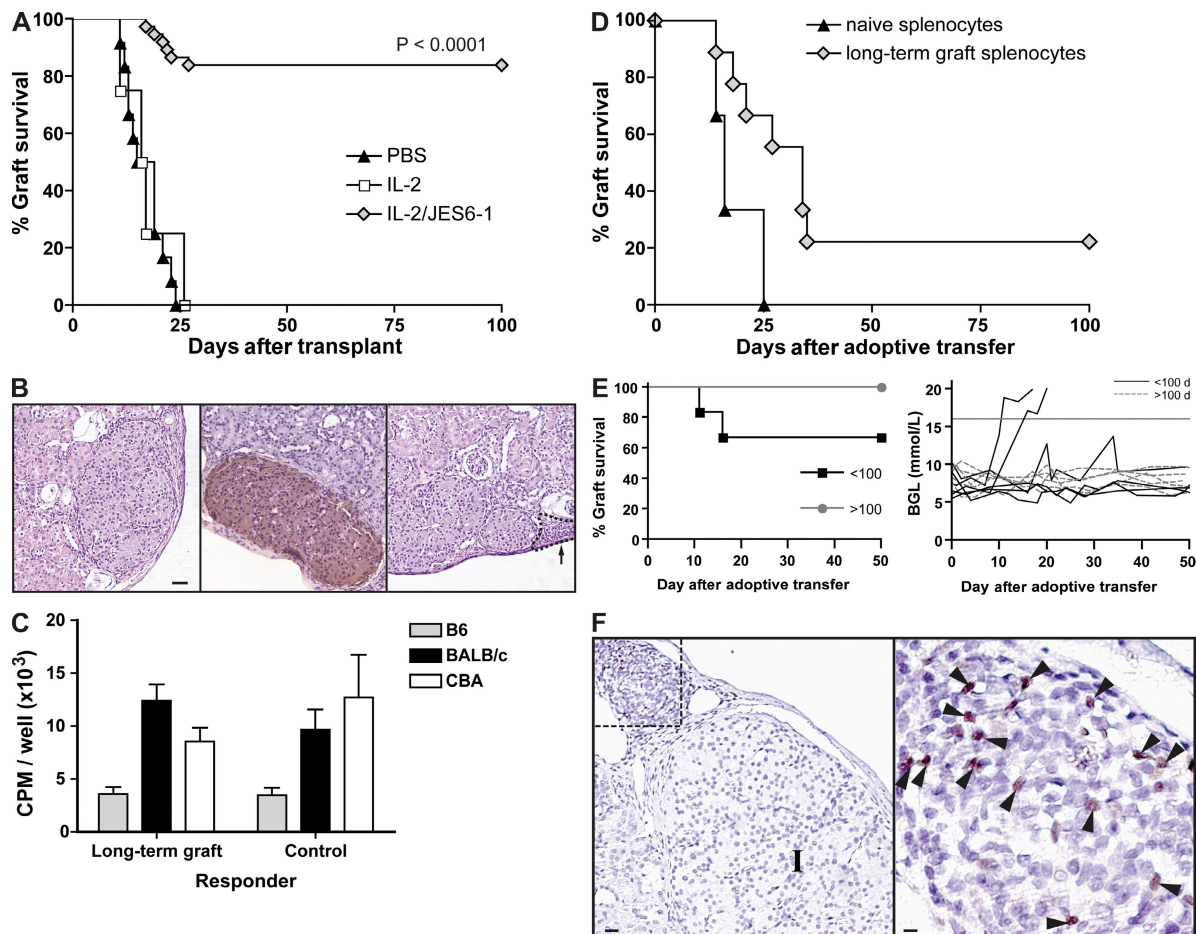 A
100
80
60
40
20
0
% Graft survival
P < 0.0001
PBS
IL-2
IL-2/JES6-1
0 25 50 75 100
Days after transplant
D
100
80
60
40
20
0
% Graft survival
naive splenocytes
long-term graft splenocytes
0 25 50 75 100
Days after adoptive transfer
B
E
100
80
60
40
20
0
% Graft survival
<100
>100
0 10 20 30 40 50
Day after adoptive transfer
20
15
10
5
0
BGL (mmol/L)
<100 d
>100 d
0 10 20 30 40 50
Day after adoptive transfer
C
20
15
10
5
0
CPM / well (x10³)
B6
BALB/c
CBA
Long-term graft Control
Responder
F
I